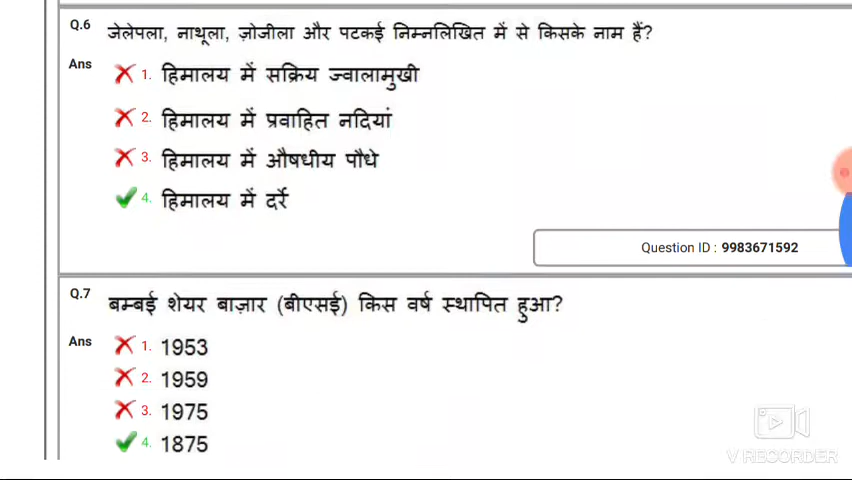 Q.6 जेलेपला, नाथूला, ज़ोजीला और पटकई निम्नलिखित में से किसके नाम हैं?
Ans 1. हिमालय में सक्रिय ज्वालामुखी
2. हिमालय में प्रवाहित नदियां
3. हिमालय में औषधीय पौधे
4. हिमालय में दर्रे
Question ID : 9983671592
Q.7 बम्बई शेयर बाज़ार (बीएसई) किस वर्ष स्थापित हुआ?
Ans 1. 1953
2. 1959
3. 1975
4. 1875
V RECORDER